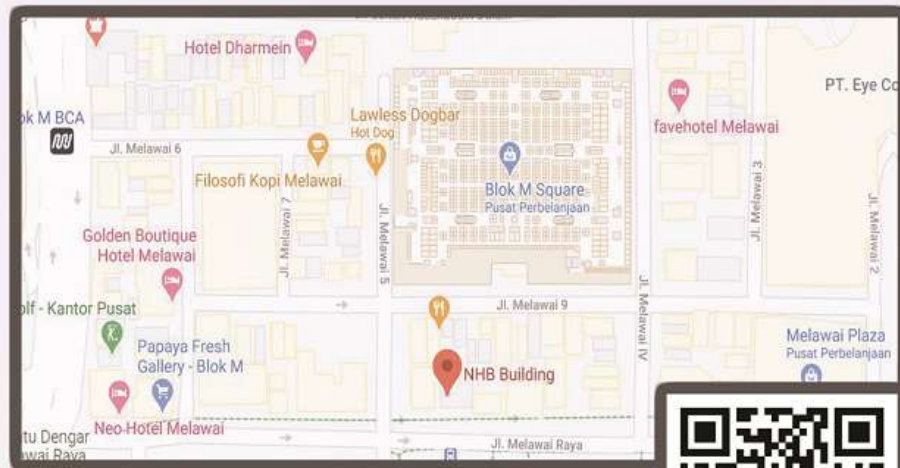 Hotel Dharmein
PT. Eye Co
ok M BCA
Lawless Dogbar
Hot Dog
favehotel Melawai
Jl. Melawai 6
Filosofi Kopi Melawai
Blok M Square
Pusat Perbelanjaan
Jl. Melawai 3
Jl. Melawai 7
Jl. Melawai 5
Jl. Melawai 2
Golden Boutique
Hotel Melawai
Jl. Melawai IV
olf - Kantor Pusat
Jl. Melawai 9
Papaya Fresh
Gallery - Blok M
Melawai Plaza
Pusat Perbelanjaan
NHB Building
Neo Hotel Melawai
tu Dengar
wai Raya
Jl. Melawai Raya